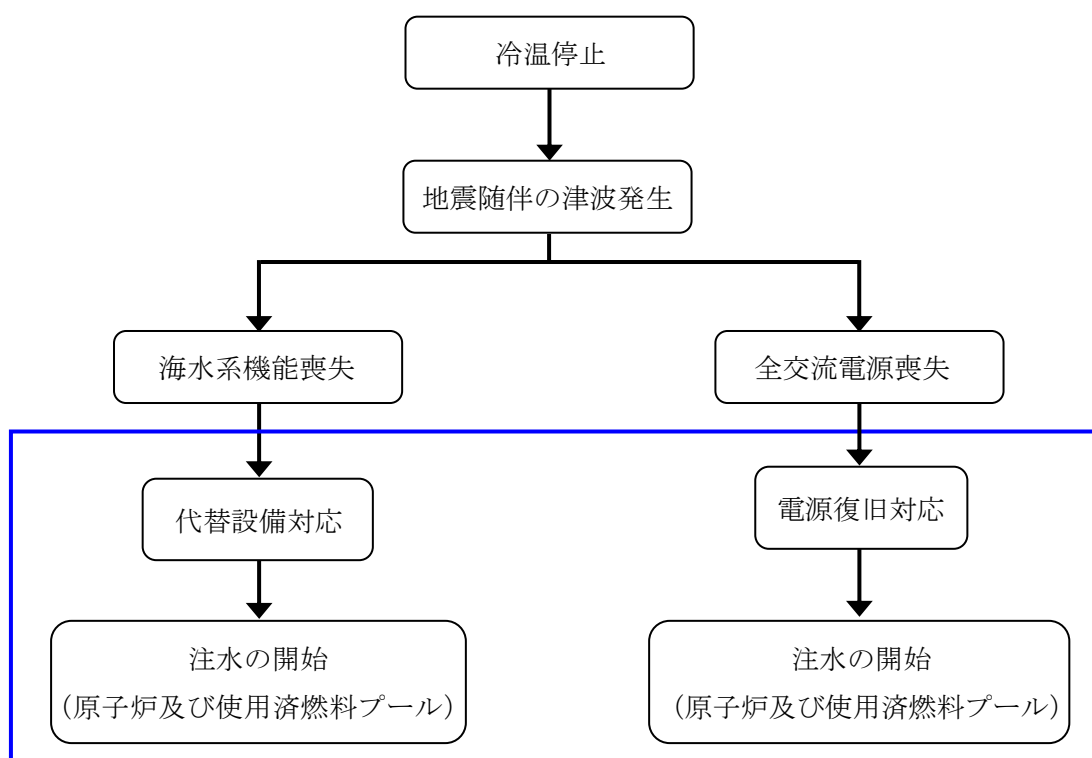 冷温停止
地震随伴の津波発生
海水系機能喪失
全交流電源喪失
代替設備対応
電源復旧対応
注水の開始
(原子炉及び使用済燃料プール)
注水の開始
(原子炉及び使用済燃料プール)